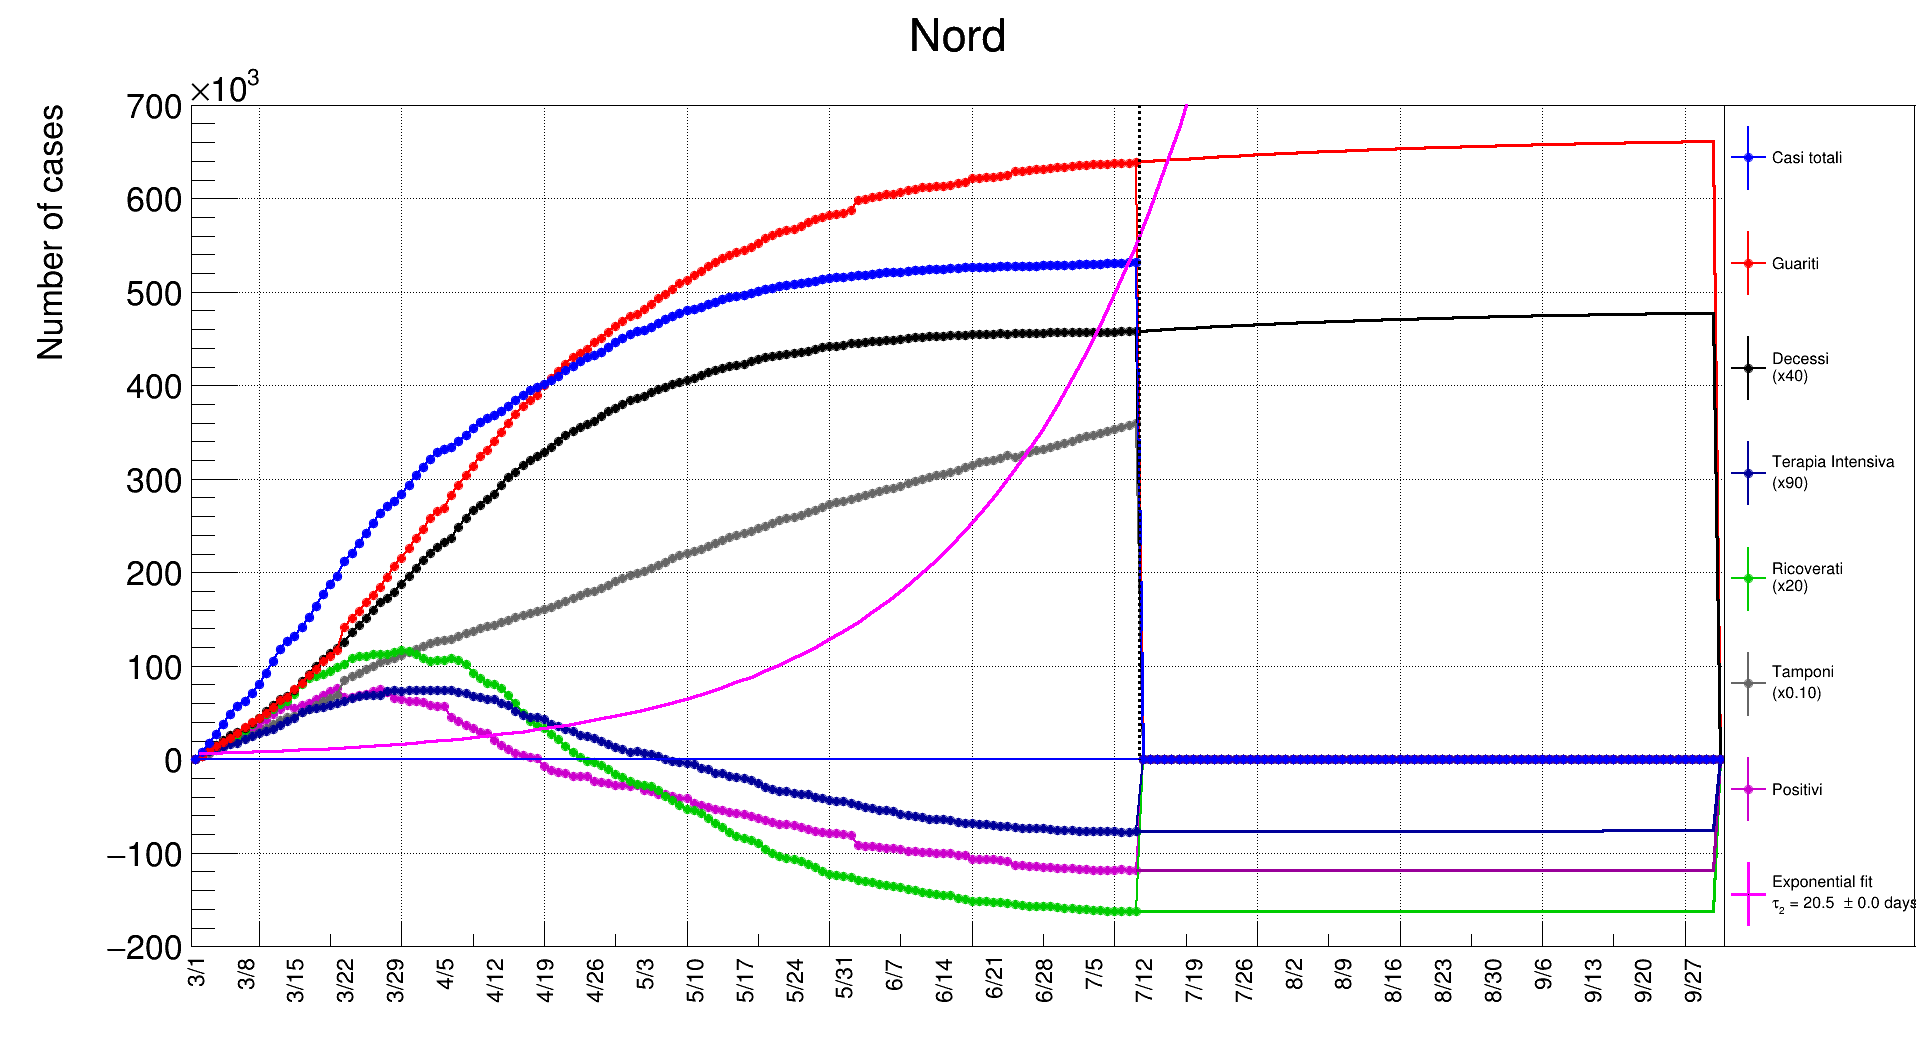 Nord
×10³
Number of cases
700
600
500
400
300
200
100
0
−100
−200
3/1 3/8 3/15 3/22 3/29 4/5 4/12 4/19 4/26 5/3 5/10 5/17 5/24 5/31 6/7 6/14 6/21 6/28 7/5 7/12 7/19 7/26 8/2 8/9 8/16 8/23 8/30 9/6 9/13 9/20 9/27
Casi totali
Guariti
Decessi
(x40)
Terapia Intensiva
(x90)
Ricoverati
(x20)
Tamponi
(x0.10)
Positivi
Exponential fit
τ₂ = 20.5 ± 0.0 days